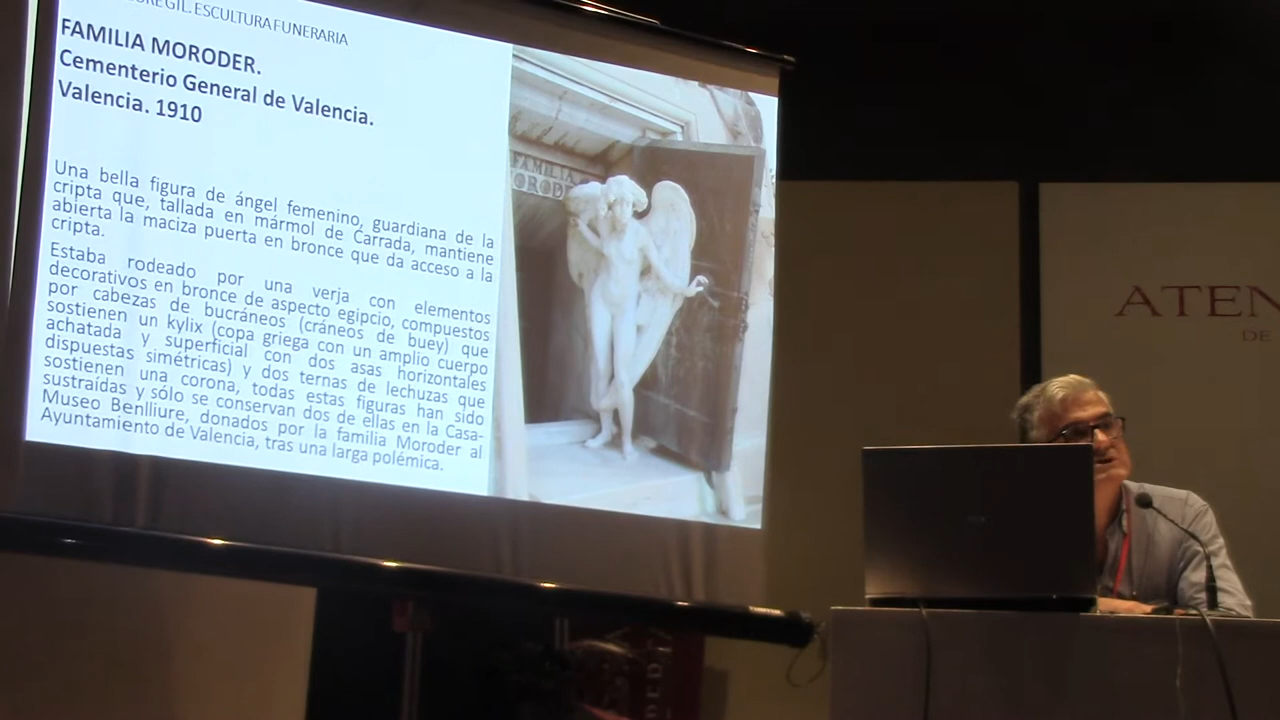 ESCULTURA FUNERARIA
FAMILIA MORODER.
Cementerio General de Valencia.
Valencia. 1910
Una bella figura de ángel femenino, guardiana de la
cripta que, tallada en mármol de Carrada, mantiene
abierta la maciza puerta en bronce que da acceso a la
cripta.
Estaba rodeado por una verja con elementos
decorativos en bronce de aspecto egipcio, compuestos
por cabezas de bucráneos (cráneos de buey) que
sostienen un kylix (copa griega con un amplio cuerpo
achatada y superficial con dos asas horizontales
dispuestas simétricas) y dos ternas de lechuzas que
sostienen una corona, todas estas figuras han sido
sustraídas y sólo se conservan dos de ellas en la Casa-
Museo Benlliure, donados por la familia Moroder al
Ayuntamiento de Valencia, tras una larga polémica.
FAMILIA
MORODE
ATEN
DE